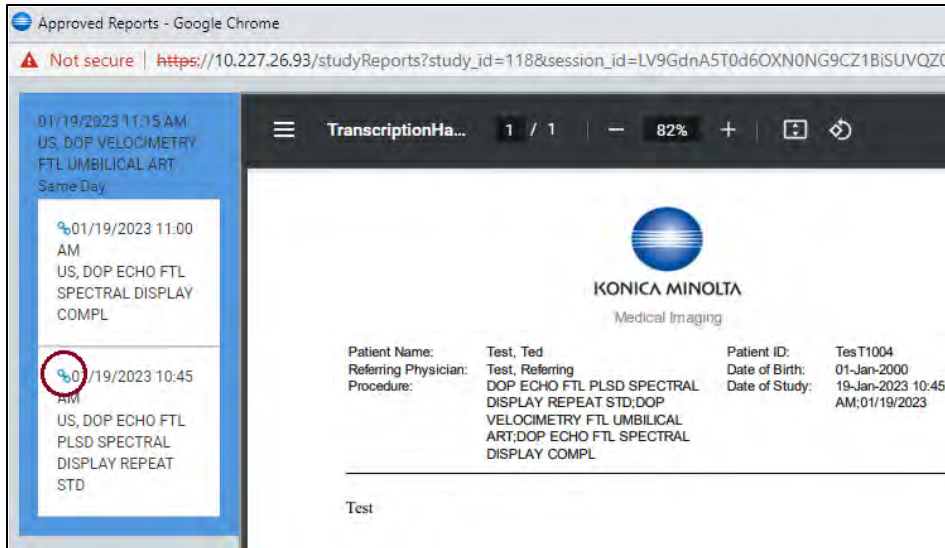 Approved Reports - Google Chrome
Not secure | https://10.227.26.93/studyReports?study_id=118&session_id=LV9GdnA5T0d6OXN0NG9CZ1BiSUVQZ
01/19/2023 11:15 AM
US, DOP VELOCIMETRY
FTL UMBILICAL ART
Same Day
01/19/2023 11:00
AM
US, DOP ECHO FTL
SPECTRAL DISPLAY
COMPL
01/19/2023 10:45
AM
US, DOP ECHO FTL
PLSD SPECTRAL
DISPLAY REPEAT
STD
TranscriptionHa... 1 / 1 — 82% +
KONICA MINOLTA
Medical Imaging
Patient Name: Test, Ted Patient ID: TesT1004
Referring Physician: Test, Referring Date of Birth: 01-Jan-2000
Procedure: DOP ECHO FTL PLSD SPECTRAL Date of Study: 19-Jan-2023 10:45
DISPLAY REPEAT STD;DOP AM;01/19/2023
VELOCIMETRY FTL UMBILICAL
ART;DOP ECHO FTL SPECTRAL
DISPLAY COMPL
Test